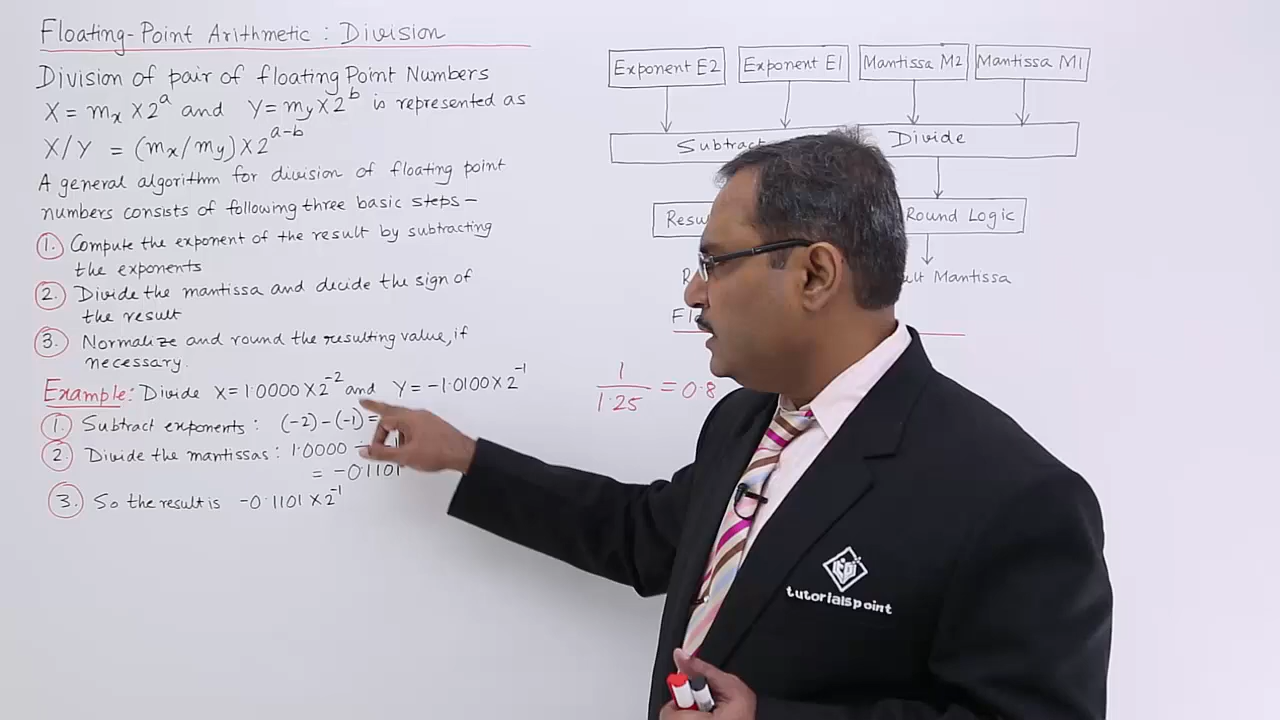 Floating-Point Arithmetic : Division
Division of pair of floating Point Numbers
X = mₓ X 2ᵃ and Y = m_y X 2ᵇ is represented as
X/Y = (mₓ/m_y) X 2ᵃ⁻ᵇ
A general algorithm for division of floating point
numbers consists of following three basic steps –
1. Compute the exponent of the result by subtracting
the exponents
2. Divide the mantissa and decide the sign of
the result
3. Normalize and round the resulting value, if
necessary.
Example: Divide X = 1.0000 X 2⁻² and Y = -1.0100 X 2⁻¹
1. Subtract exponents : (-2) - (-1) =
2. Divide the mantissas : 1.0000 ÷
= -0.1101
3. So the result is -0.1101 X 2⁻¹
Exponent E2 Exponent E1 Mantissa M2 Mantissa M1
Subtract Divide
Round Logic
Mantissa
1/1.25 = 0.8
tutorialspoint